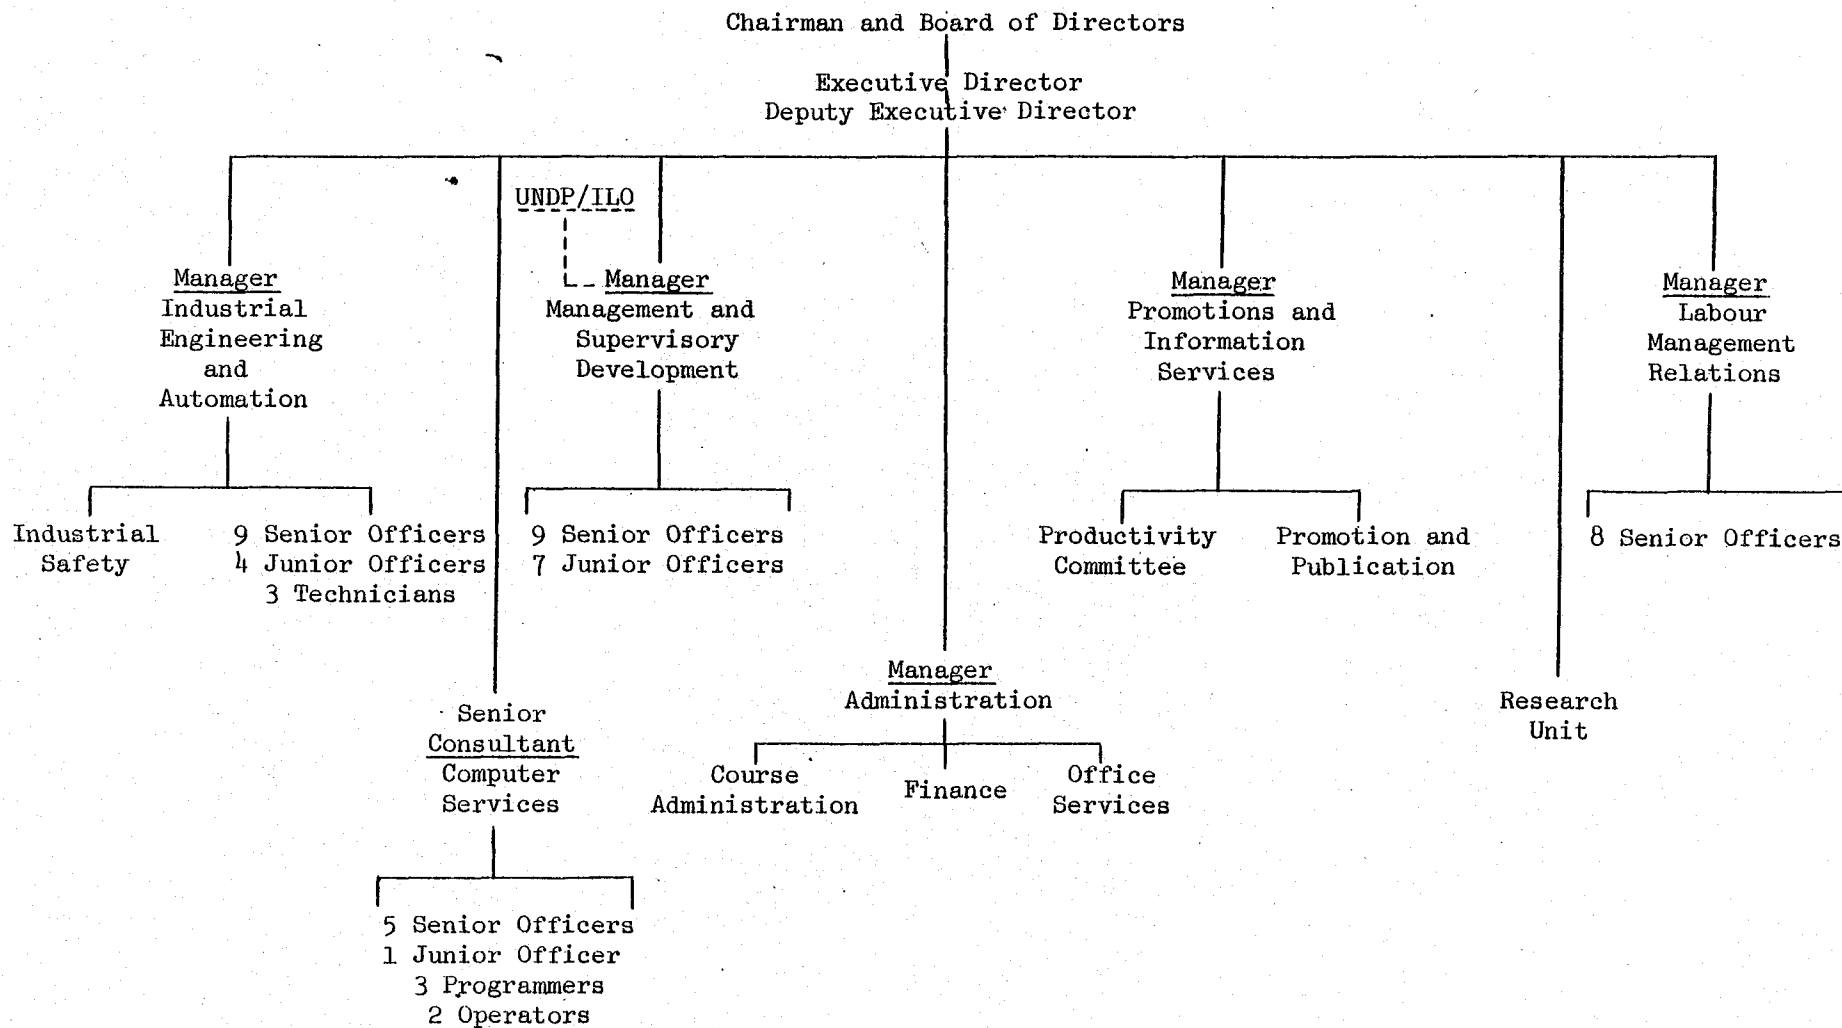 Chairman and Board of Directors
Executive Director
Deputy Executive Director
UNDP/ILO
Manager
Industrial
Engineering
and
Automation
Manager
Management and
Supervisory
Development
Manager
Promotions and
Information
Services
Manager
Labour
Management
Relations
Industrial
Safety
9 Senior Officers
4 Junior Officers
3 Technicians
9 Senior Officers
7 Junior Officers
Productivity
Committee
Promotion and
Publication
8 Senior Officers
Senior
Consultant
Computer
Services
Manager
Administration
Research
Unit
Course
Administration
Finance
Office
Services
5 Senior Officers
1 Junior Officer
3 Programmers
2 Operators